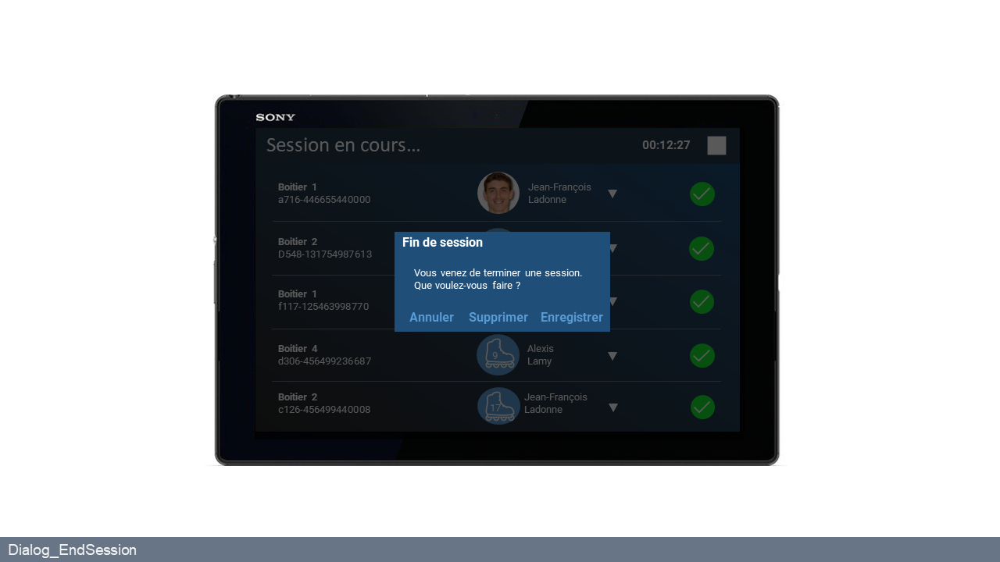 SONY
Session en cours...
00:12:27
Boitier 1
a716-446655440000
Jean-François
Ladonne
Boitier 2
D548-131754987613
Fin de session
Vous venez de terminer une session.
Que voulez-vous faire ?
Annuler Supprimer Enregistrer
Boitier 1
f117-125463998770
Boitier 4
d306-456499236687
9
Alexis
Lamy
Boitier 2
c126-456499440008
17
Jean-François
Ladonne
Dialog_EndSession